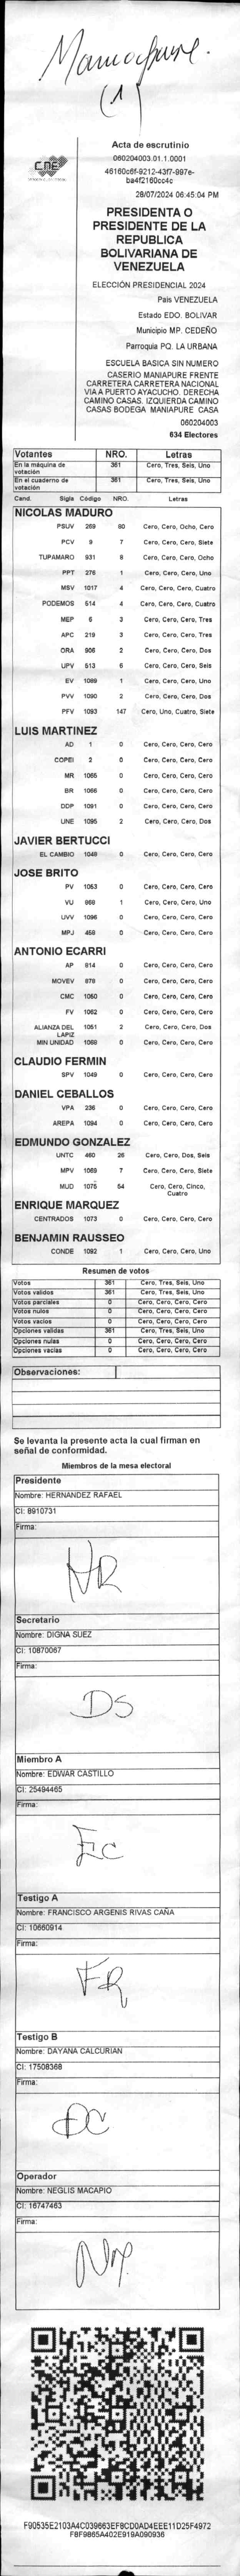 Maniapure.
(1)
CNE
Acta de escrutinio
060204003.01.1.0001
46160c6f-9212-43f7-997e-
ba4f2160cc4c
28/07/2024 06:45:04 PM
PRESIDENTA O
PRESIDENTE DE LA
REPUBLICA
BOLIVARIANA DE
VENEZUELA
ELECCIÓN PRESIDENCIAL 2024
País VENEZUELA
Estado EDO. BOLIVAR
Municipio MP. CEDEÑO
Parroquia PQ. LA URBANA
ESCUELA BASICA SIN NUMERO
CASERIO MANIAPURE FRENTE
CARRETERA CARRETERA NACIONAL
VIA A PUERTO AYACUCHO. DERECHA
CAMINO CASAS. IZQUIERDA CAMINO
CASAS BODEGA MANIAPURE CASA
060204003
634 Electores
Votantes NRO. Letras
En la máquina de votación 361 Cero, Tres, Seis, Uno
En el cuaderno de votación 361 Cero, Tres, Seis, Uno
Cand. Sigla Código NRO. Letras
NICOLAS MADURO
PSUV 269 80 Cero, Cero, Ocho, Cero
PCV 9 7 Cero, Cero, Cero, Siete
TUPAMARO 931 8 Cero, Cero, Cero, Ocho
PPT 276 1 Cero, Cero, Cero, Uno
MSV 1017 4 Cero, Cero, Cero, Cuatro
PODEMOS 514 4 Cero, Cero, Cero, Cuatro
MEP 6 3 Cero, Cero, Cero, Tres
APC 219 3 Cero, Cero, Cero, Tres
ORA 906 2 Cero, Cero, Cero, Dos
UPV 513 6 Cero, Cero, Cero, Seis
EV 1089 1 Cero, Cero, Cero, Uno
PVV 1090 2 Cero, Cero, Cero, Dos
PFV 1093 147 Cero, Uno, Cuatro, Siete
LUIS MARTINEZ
AD 1 0 Cero, Cero, Cero, Cero
COPEI 2 0 Cero, Cero, Cero, Cero
MR 1065 0 Cero, Cero, Cero, Cero
BR 1066 0 Cero, Cero, Cero, Cero
DDP 1091 0 Cero, Cero, Cero, Cero
UNE 1095 2 Cero, Cero, Cero, Dos
JAVIER BERTUCCI
EL CAMBIO 1048 0 Cero, Cero, Cero, Cero
JOSE BRITO
PV 1053 0 Cero, Cero, Cero, Cero
VU 868 1 Cero, Cero, Cero, Uno
UVV 1096 0 Cero, Cero, Cero, Cero
MPJ 458 0 Cero, Cero, Cero, Cero
ANTONIO ECARRI
AP 814 0 Cero, Cero, Cero, Cero
MOVEV 878 0 Cero, Cero, Cero, Cero
CMC 1050 0 Cero, Cero, Cero, Cero
FV 1062 0 Cero, Cero, Cero, Cero
ALIANZA DEL LAPIZ 1051 2 Cero, Cero, Cero, Dos
MIN UNIDAD 1068 0 Cero, Cero, Cero, Cero
CLAUDIO FERMIN
SPV 1049 0 Cero, Cero, Cero, Cero
DANIEL CEBALLOS
VPA 236 0 Cero, Cero, Cero, Cero
AREPA 1094 0 Cero, Cero, Cero, Cero
EDMUNDO GONZALEZ
UNTC 460 26 Cero, Cero, Dos, Seis
MPV 1069 7 Cero, Cero, Cero, Siete
MUD 1075 54 Cero, Cero, Cinco, Cuatro
ENRIQUE MARQUEZ
CENTRADOS 1073 0 Cero, Cero, Cero, Cero
BENJAMIN RAUSSEO
CONDE 1092 1 Cero, Cero, Cero, Uno
Resumen de votos
Votos 361 Cero, Tres, Seis, Uno
Votos validos 361 Cero, Tres, Seis, Uno
Votos parciales 0 Cero, Cero, Cero, Cero
Votos nulos 0 Cero, Cero, Cero, Cero
Votos vacios 0 Cero, Cero, Cero, Cero
Opciones validas 361 Cero, Tres, Seis, Uno
Opciones nulas 0 Cero, Cero, Cero, Cero
Opciones vacias 0 Cero, Cero, Cero, Cero
Observaciones:
Se levanta la presente acta la cual firman en
señal de conformidad.
Miembros de la mesa electoral
Presidente
Nombre: HERNANDEZ RAFAEL
CI: 8910731
Firma:
HR
Secretario
Nombre: DIGNA SUEZ
CI: 10870067
Firma:
DS
Miembro A
Nombre: EDWAR CASTILLO
CI: 25494465
Firma:
EC
Testigo A
Nombre: FRANCISCO ARGENIS RIVAS CAÑA
CI: 10660914
Firma:
FR
Testigo B
Nombre: DAYANA CALCURIAN
CI: 17508368
Firma:
DC
Operador
Nombre: NEGLIS MACAPIO
CI: 16747463
Firma:
F90535E2103A4C039663EF8CD0AD4EEE11D25F4972
F8F9865A402E919A090936